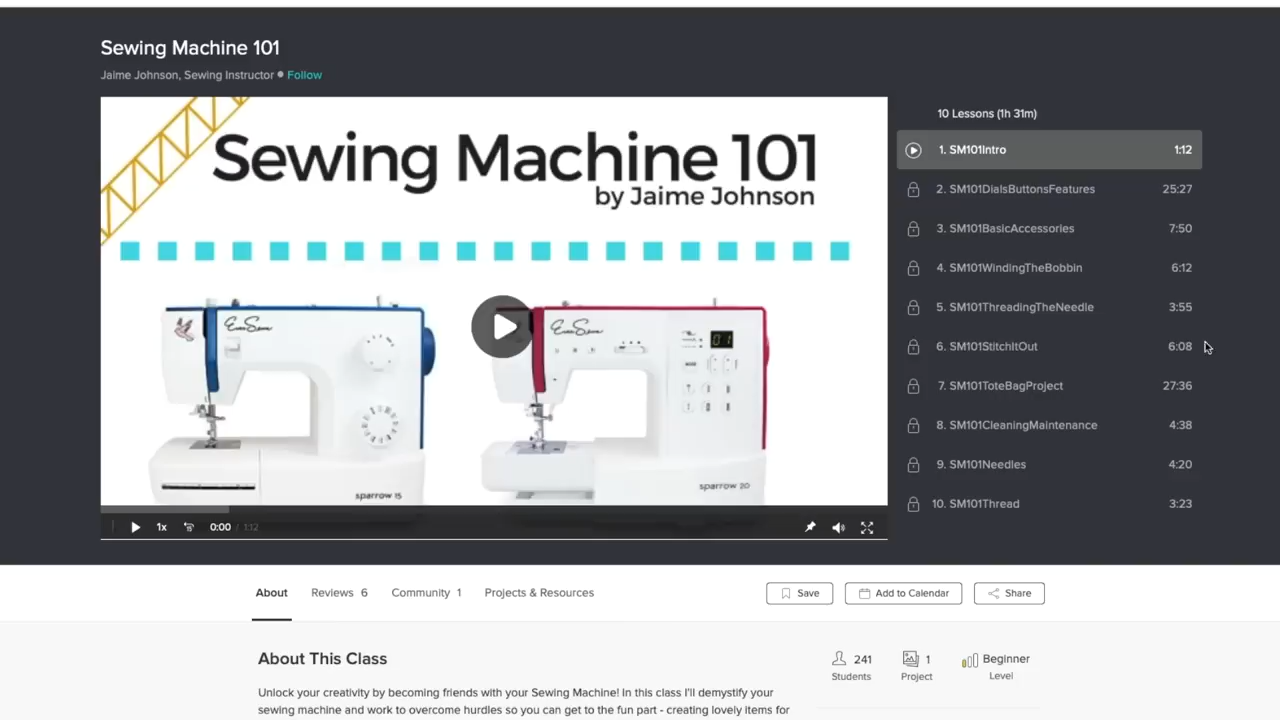 Sewing Machine 101
Jaime Johnson, Sewing Instructor • Follow
Sewing Machine 101
by Jaime Johnson
EverSewn
sparrow 15
EverSewn
01
sparrow 20
1x
0:00 / 1:12
10 Lessons (1h 31m)
1. SM101Intro 1:12
2. SM101DialsButtonsFeatures 25:27
3. SM101BasicAccessories 7:50
4. SM101WindingTheBobbin 6:12
5. SM101ThreadingTheNeedle 3:55
6. SM101StitchItOut 6:08
7. SM101ToteBagProject 27:36
8. SM101CleaningMaintenance 4:38
9. SM101Needles 4:20
10. SM101Thread 3:23
About Reviews 6 Community 1 Projects & Resources
Save Add to Calendar Share
About This Class
241 Students
1 Project
Beginner Level
Unlock your creativity by becoming friends with your Sewing Machine! In this class I'll demystify your
sewing machine and work to overcome hurdles so you can get to the fun part - creating lovely items for